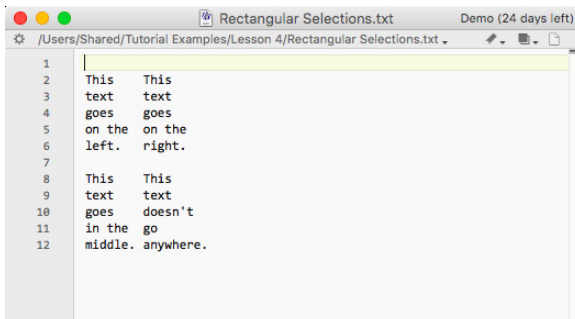 Rectangular Selections.txt Demo (24 days left)
/Users/Shared/Tutorial Examples/Lesson 4/Rectangular Selections.txt
1
2 This This
3 text text
4 goes goes
5 on the on the
6 left. right.
7
8 This This
9 text text
10 goes doesn't
11 in the go
12 middle. anywhere.